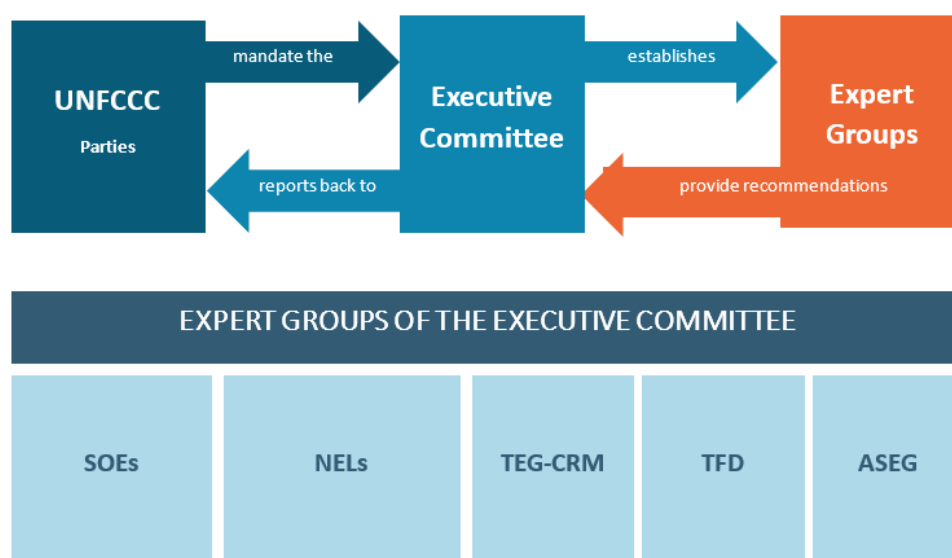 UNFCCC
Parties
mandate the
reports back to
Executive
Committee
establishes
provide recommendations
Expert
Groups
EXPERT GROUPS OF THE EXECUTIVE COMMITTEE
SOEs
NELs
TEG-CRM
TFD
ASEG